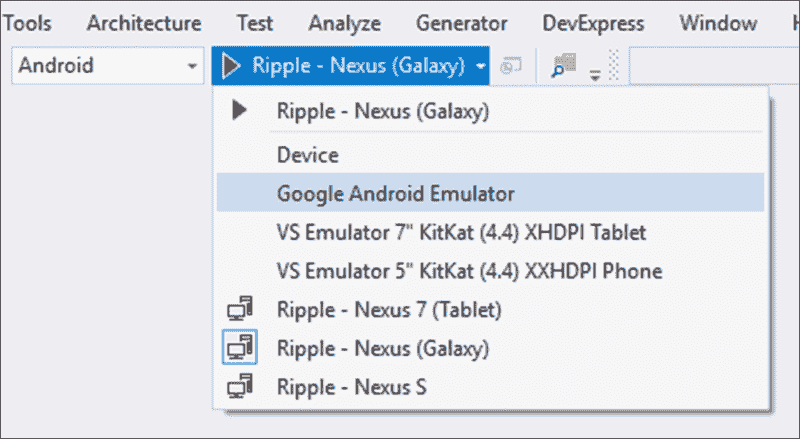 Tools Architecture Test Analyze Generator DevExpress Window
Android Ripple - Nexus (Galaxy)
Ripple - Nexus (Galaxy)
Device
Google Android Emulator
VS Emulator 7" KitKat (4.4) XHDPI Tablet
VS Emulator 5" KitKat (4.4) XXHDPI Phone
Ripple - Nexus 7 (Tablet)
Ripple - Nexus (Galaxy)
Ripple - Nexus S